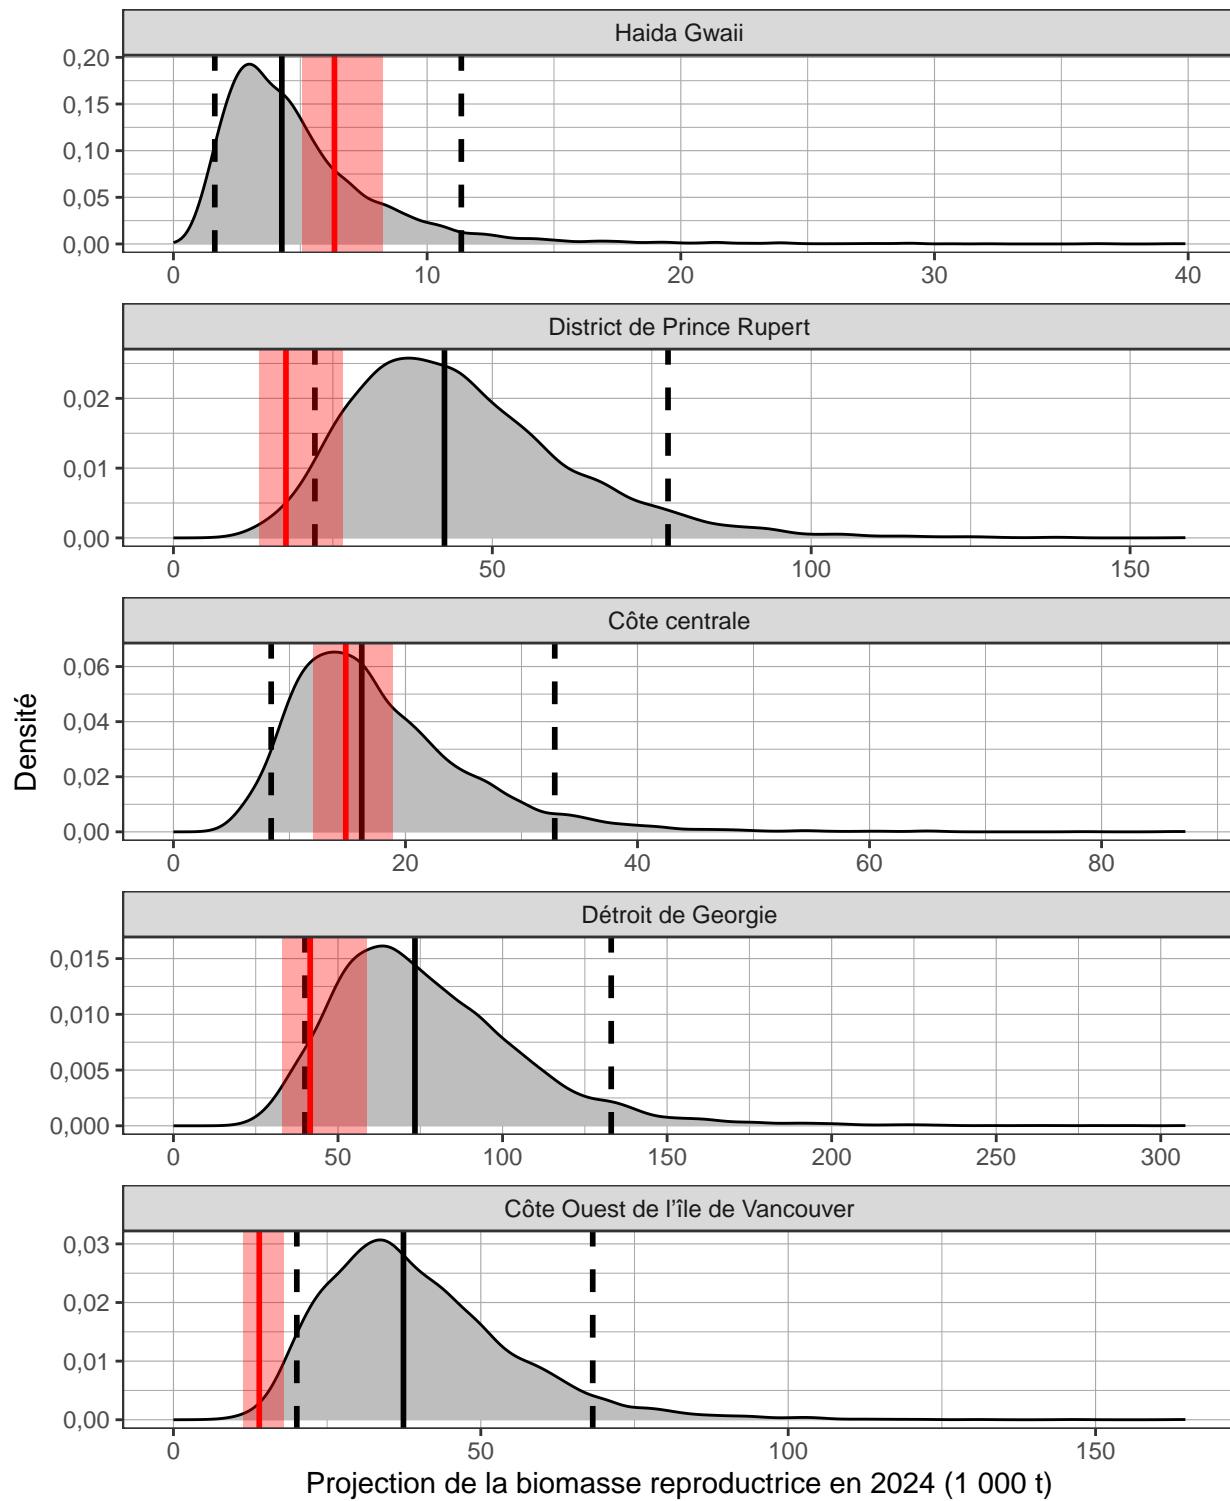 Haida Gwaii
0,20
0,15
0,10
0,05
0,00
0 10 20 30 40
District de Prince Rupert
0,02
0,01
0,00
0 50 100 150
Côte centrale
0,06
0,04
0,02
0,00
0 20 40 60 80
Densité
Détroit de Georgie
0,015
0,010
0,005
0,000
0 50 100 150 200 250 300
Côte Ouest de l'île de Vancouver
0,03
0,02
0,01
0,00
0 50 100 150
Projection de la biomasse reproductrice en 2024 (1 000 t)